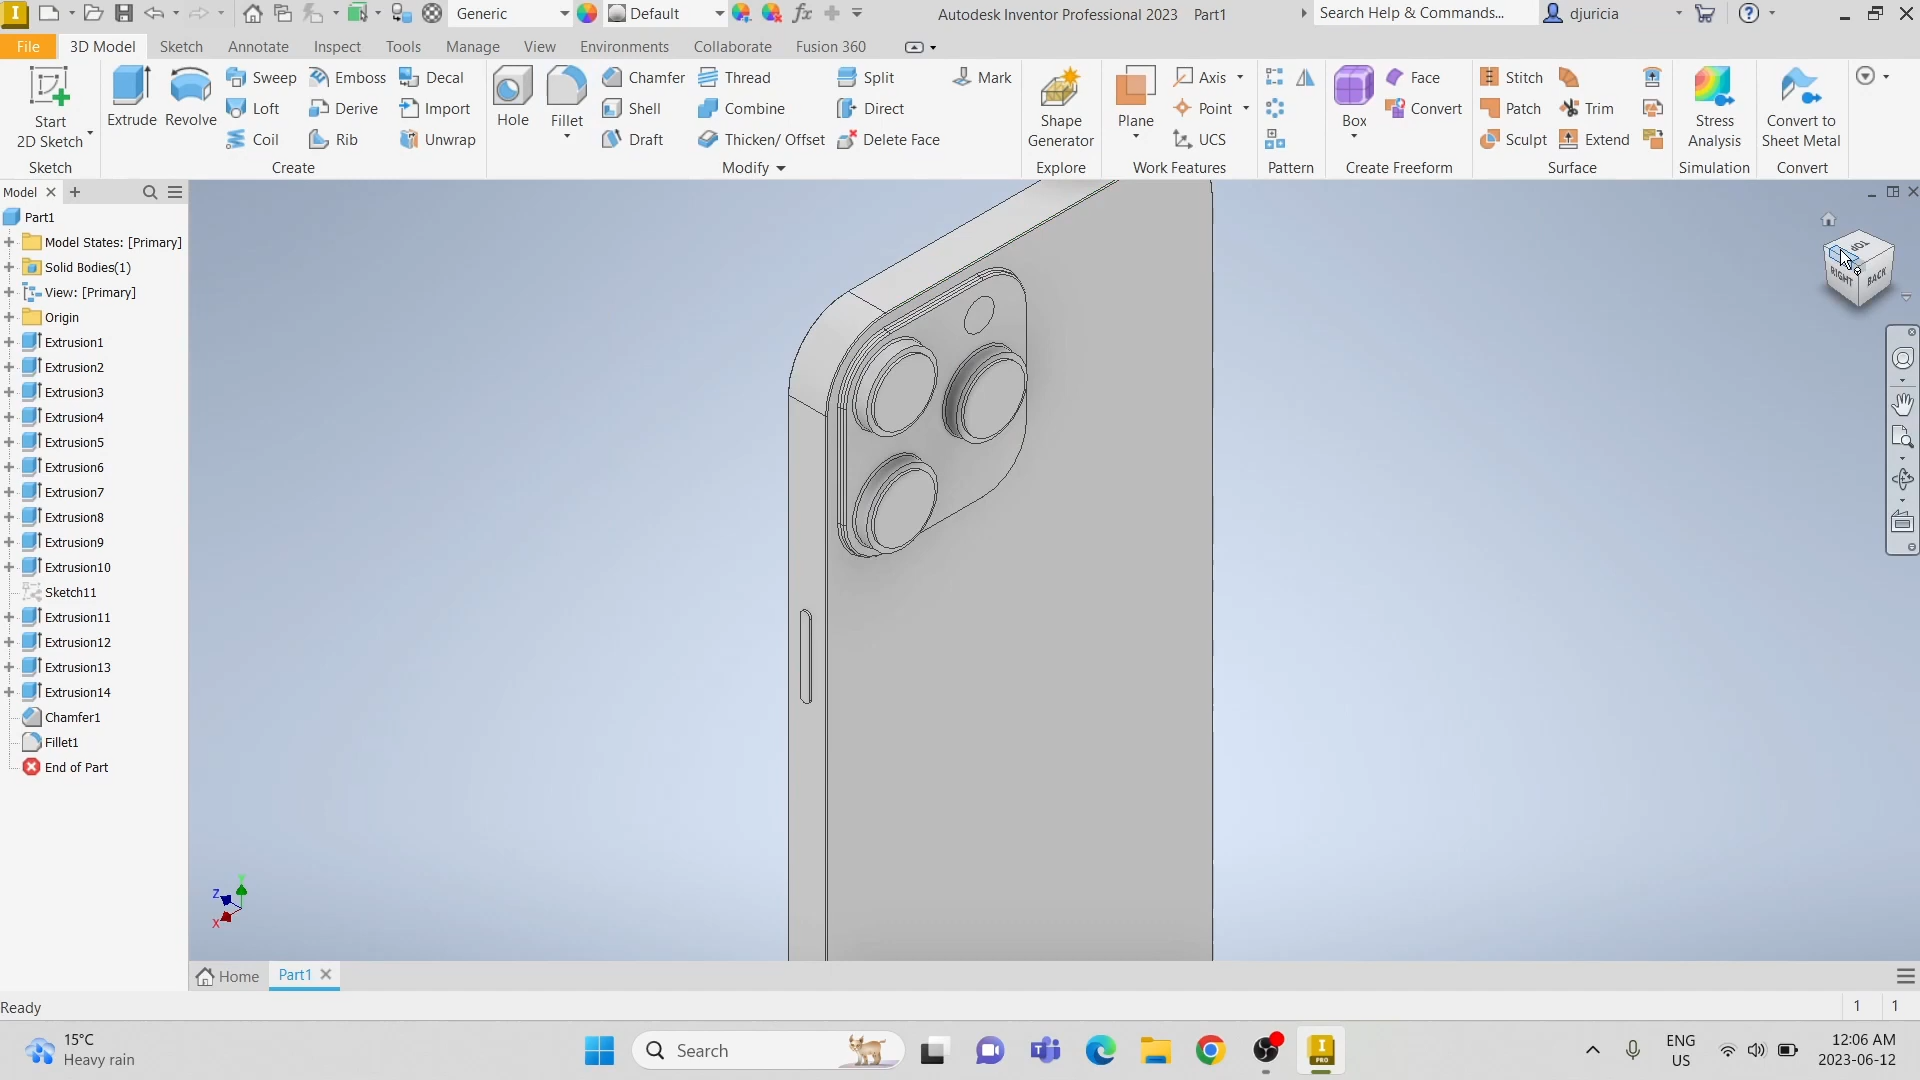 Generic
Default
fx
Autodesk Inventor Professional 2023 Part1
Search Help & Commands...
djuricia
File
3D Model
Sketch
Annotate
Inspect
Tools
Manage
View
Environments
Collaborate
Fusion 360
Start
2D Sketch
Sketch
Extrude
Revolve
Sweep
Loft
Coil
Emboss
Derive
Rib
Decal
Import
Unwrap
Create
Hole
Fillet
Chamfer
Shell
Draft
Thread
Combine
Thicken/ Offset
Split
Direct
Delete Face
Modify
Mark
Shape
Generator
Explore
Plane
Axis
Point
UCS
Work Features
Pattern
Box
Face
Convert
Create Freeform
Stitch
Patch
Sculpt
Trim
Extend
Surface
Stress
Analysis
Simulation
Convert to
Sheet Metal
Convert
Model
Part1
Model States: [Primary]
Solid Bodies(1)
View: [Primary]
Origin
Extrusion1
Extrusion2
Extrusion3
Extrusion4
Extrusion5
Extrusion6
Extrusion7
Extrusion8
Extrusion9
Extrusion10
Sketch11
Extrusion11
Extrusion12
Extrusion13
Extrusion14
Chamfer1
Fillet1
End of Part
TOP
RIGHT
BACK
Y
Z
X
Home
Part1
Ready
1
1
15°C
Heavy rain
Search
PRO
ENG
US
12:06 AM
2023-06-12